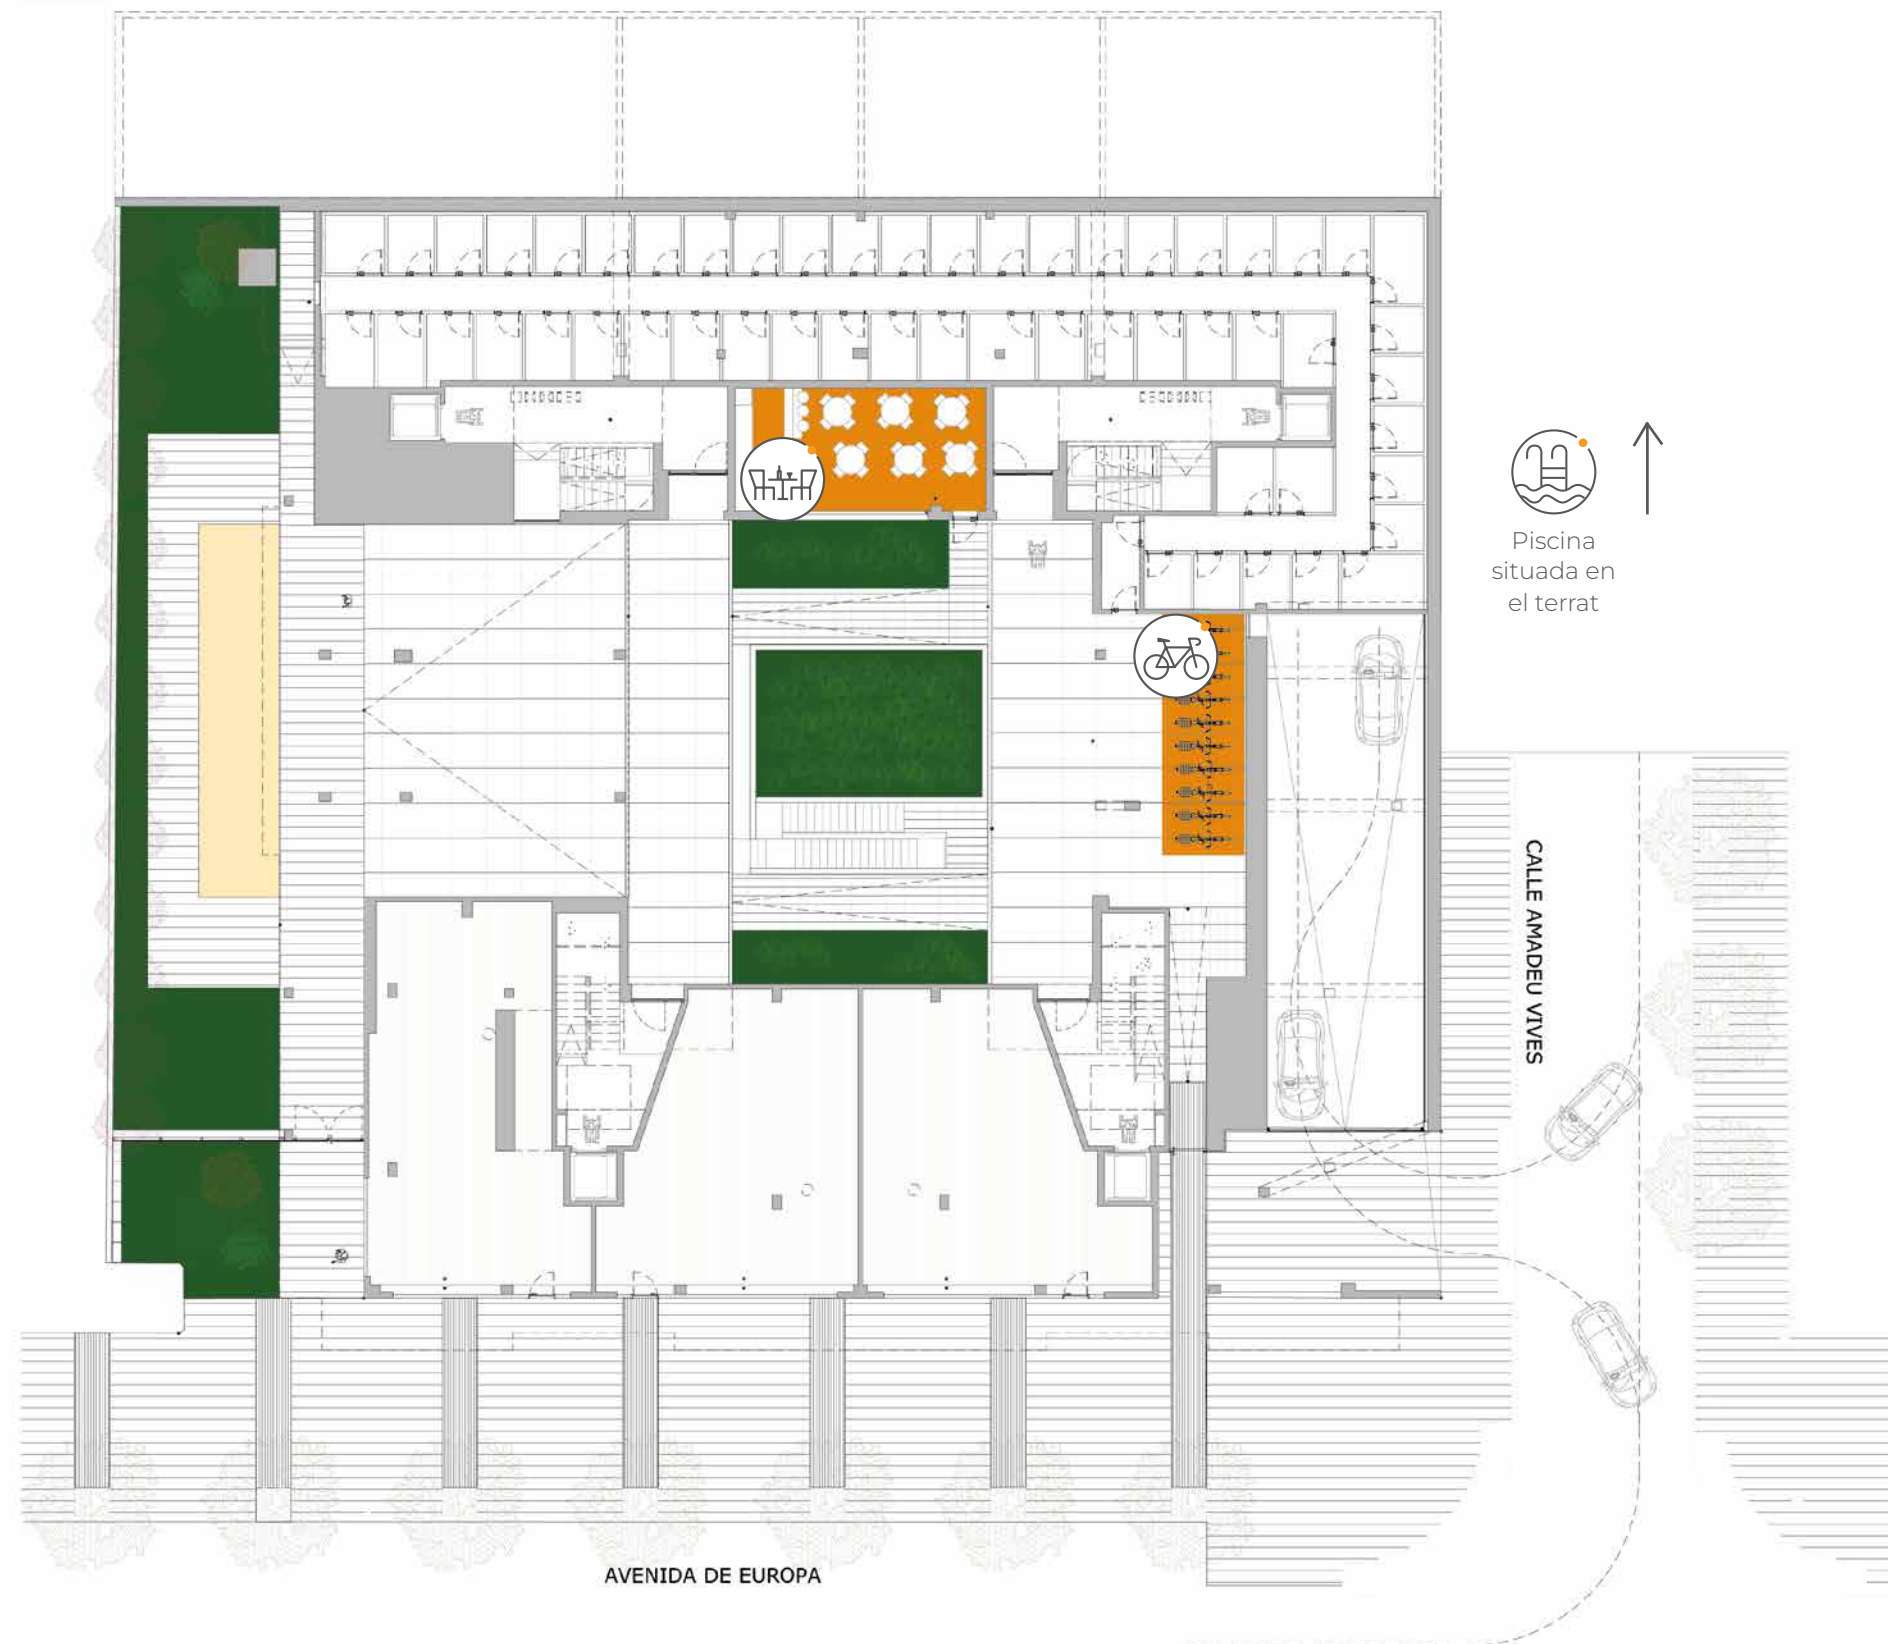 Piscina
situada en
el terrat
CALLE AMADEU VIVES
AVENIDA DE EUROPA